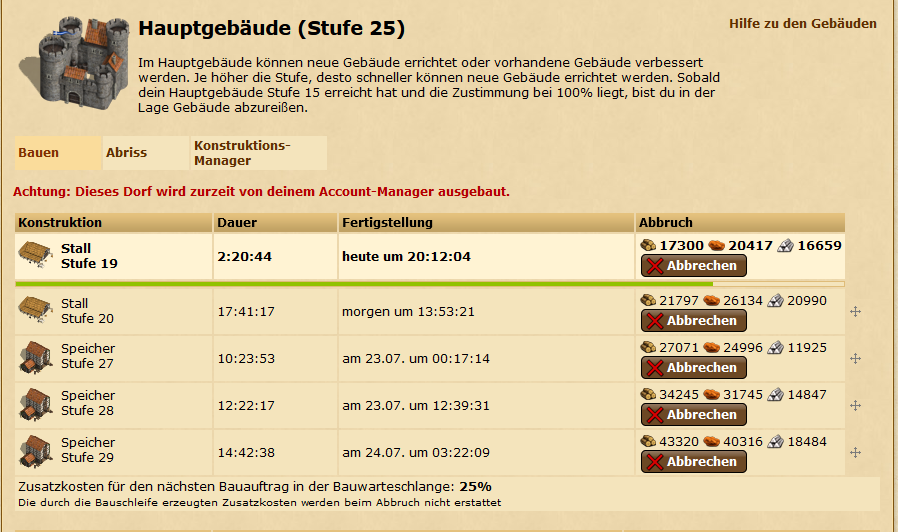 Hauptgebäude (Stufe 25)
Hilfe zu den Gebäuden
Im Hauptgebäude können neue Gebäude errichtet oder vorhandene Gebäude verbessert
werden. Je höher die Stufe, desto schneller können neue Gebäude errichtet werden. Sobald
dein Hauptgebäude Stufe 15 erreicht hat und die Zustimmung bei 100% liegt, bist du in der
Lage Gebäude abzureißen.
Bauen
Abriss
Konstruktions-
Manager
Achtung: Dieses Dorf wird zurzeit von deinem Account-Manager ausgebaut.
Konstruktion Dauer Fertigstellung Abbruch
Stall
Stufe 19
2:20:44
heute um 20:12:04
17300 20417 16659
Abbrechen
Stall
Stufe 20
17:41:17
morgen um 13:53:21
21797 26134 20990
Abbrechen
Speicher
Stufe 27
10:23:53
am 23.07. um 00:17:14
27071 24996 11925
Abbrechen
Speicher
Stufe 28
12:22:17
am 23.07. um 12:39:31
34245 31745 14847
Abbrechen
Speicher
Stufe 29
14:42:38
am 24.07. um 03:22:09
43320 40316 18484
Abbrechen
Zusatzkosten für den nächsten Bauauftrag in der Bauwarteschlange: 25%
Die durch die Bauschleife erzeugten Zusatzkosten werden beim Abbruch nicht erstattet